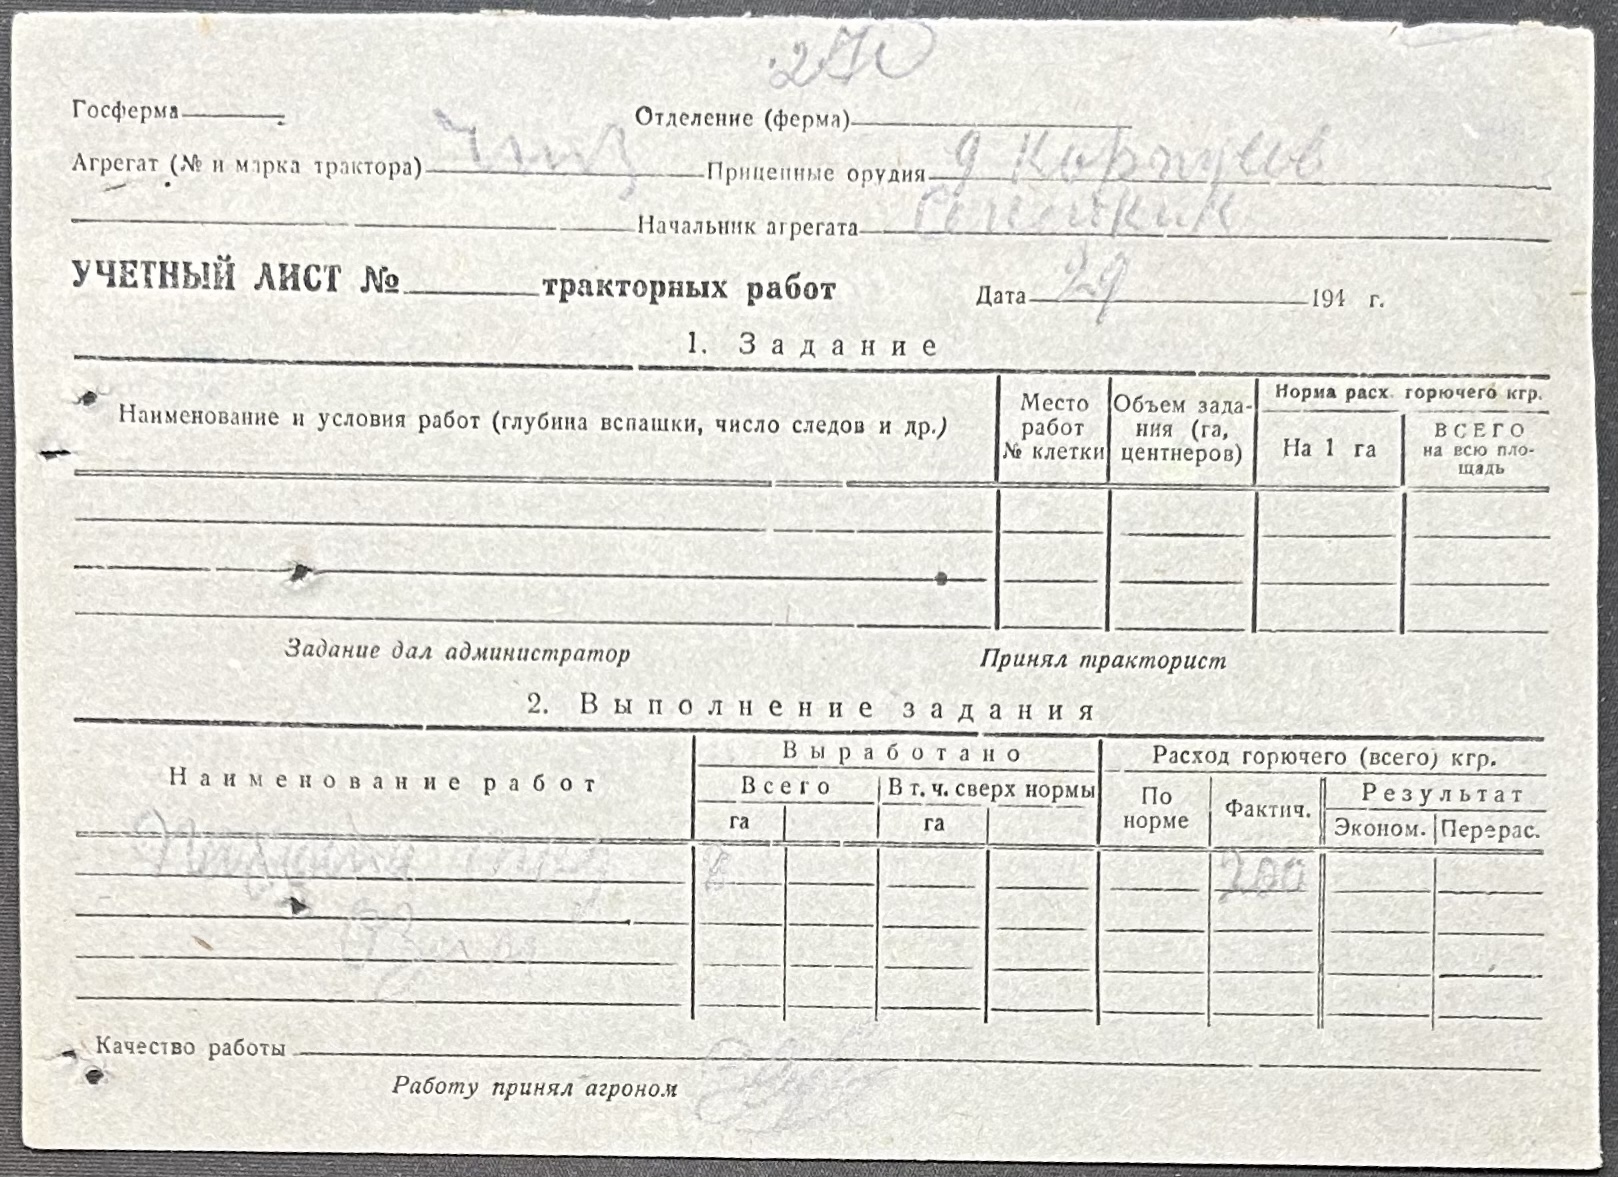 Госферма
Отделение (ферма)
Агрегат (№ и марка трактора) Прицепные орудия
Начальник агрегата
УЧЕТНЫЙ ЛИСТ № тракторных работ Дата 29 194 г.
1. Задание
Наименование и условия работ (глубина вспашки, число следов и др.)
Место работ № клетки
Объем зада-
ния (га,
центнеров)
Норма расх. горючего кгр.
На 1 га
ВСЕГО
на всю пло-
щадь
Задание дал администратор Принял тракторист
2. Выполнение задания
Наименование работ
Выработано
Всего
га
В т. ч. сверх нормы
га
Расход горючего (всего) кгр.
По
норме
Фактич.
Результат
Эконом. Перерас.
200
Качество работы
Работу принял агроном